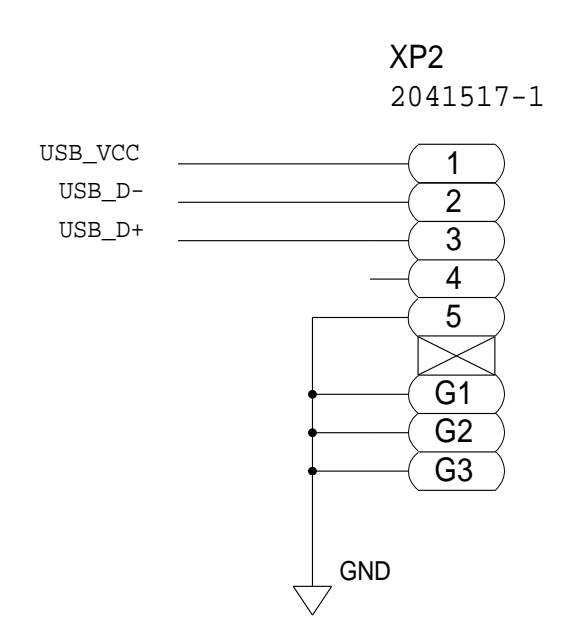 XP2
2041517-1
USB_VCC
1
USB_D-
2
USB_D+
3
4
5
G1
G2
G3
GND